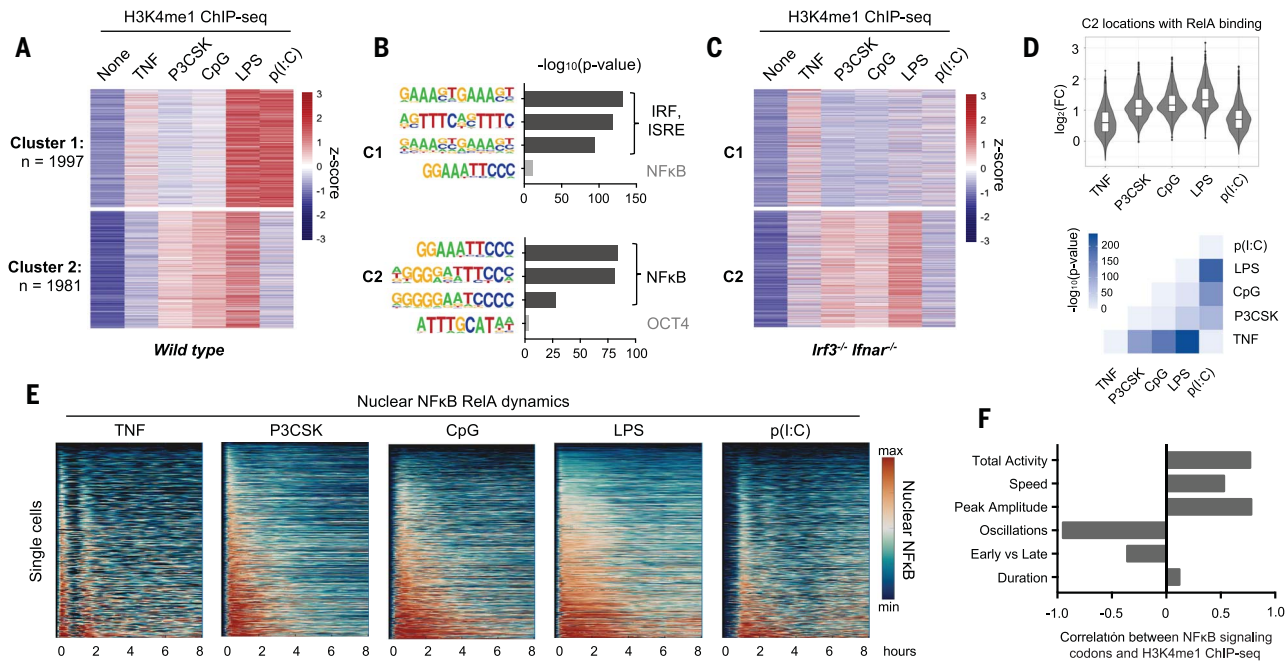 A
H3K4me1 ChIP-seq
None TNF P3CSK CpG LPS p(I:C)
Cluster 1:
n = 1997
Cluster 2:
n = 1981
3
2
1
0
-1
-2
-3
z-score
Wild type
B
-log10(p-value)
C1
GAAAGTGAAAGT
AGTTTCAGTTTC
GAAAGTGAAAGT
GGAAATTCCC
IRF,
ISRE
NFκB
0 50 100 150
C2
GGAAATTCCC
GGGGGATTTCCC
GGGGGAATCCCC
ATTTGCATAA
NFκB
OCT4
0 25 50 75 100
C
H3K4me1 ChIP-seq
None TNF P3CSK CpG LPS p(I:C)
C1
C2
3
2
1
0
-1
-2
-3
z-score
Irf3-/- Ifnar-/-
D
C2 locations with RelA binding
log2(FC)
3
2
1
0
TNF P3CSK CpG LPS p(I:C)
-log10(p-value)
200
150
100
50
0
p(I:C)
LPS
CpG
P3CSK
TNF
TNF P3CSK CpG LPS p(I:C)
E
Nuclear NFκB RelA dynamics
TNF P3CSK CpG LPS p(I:C)
Single cells
max
Nuclear NFκB
min
0 2 4 6 8 0 2 4 6 8 0 2 4 6 8 0 2 4 6 8 0 2 4 6 8 hours
F
Total Activity
Speed
Peak Amplitude
Oscillations
Early vs Late
Duration
-1.0 -0.5 0 0.5 1.0
Correlation between NFκB signaling
codons and H3K4me1 ChIP-seq